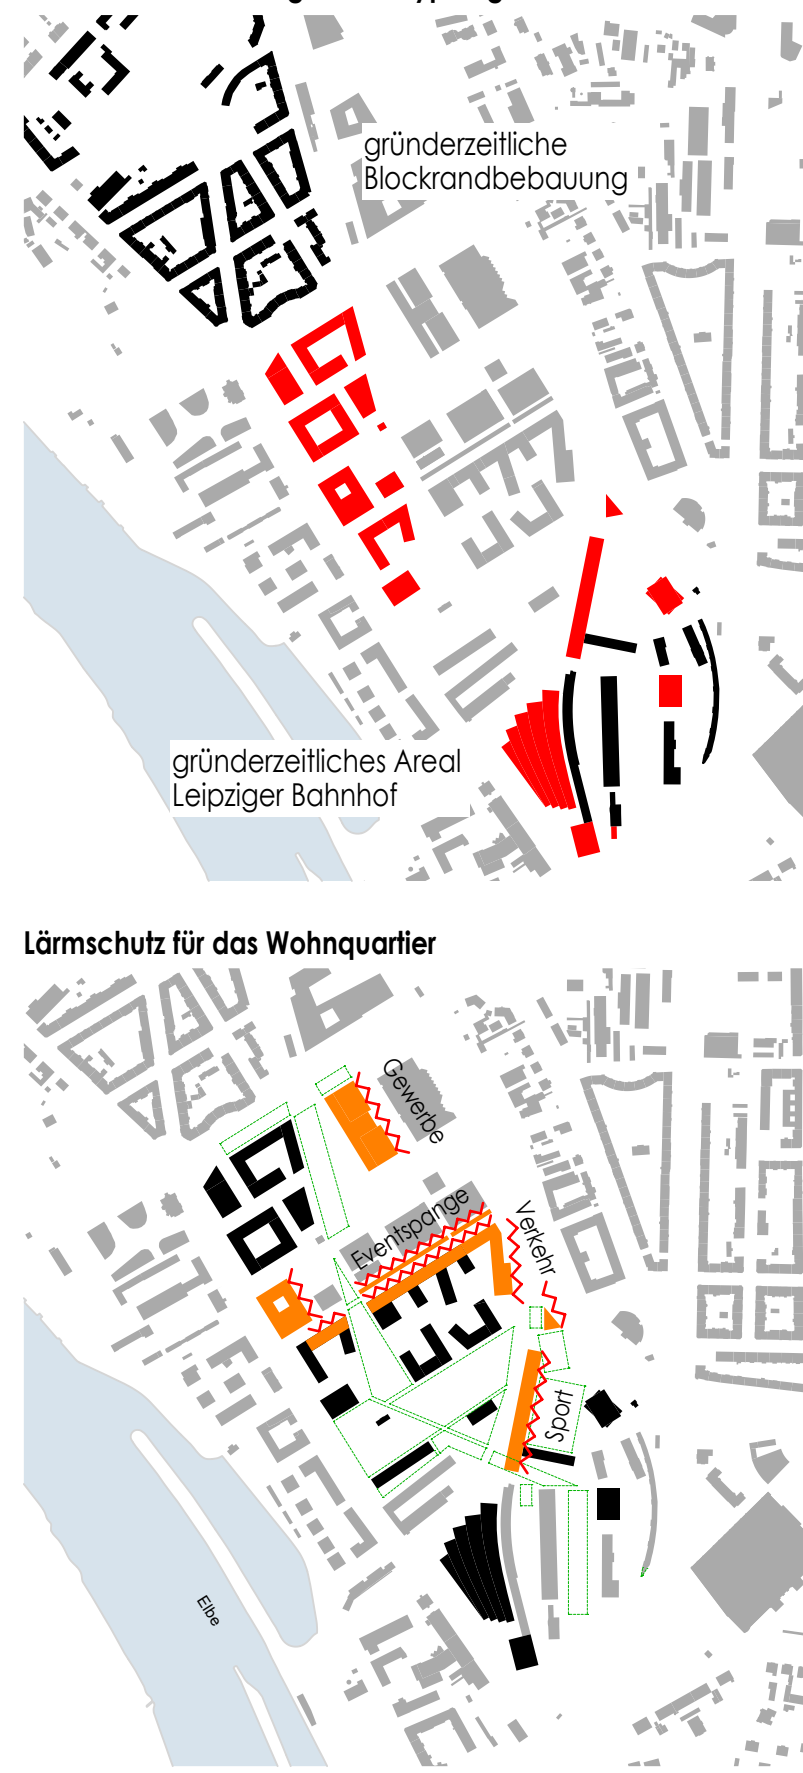 gründerzeitliche
Blockrandbebauung
gründerzeitliches Areal
Leipziger Bahnhof
Lärmschutz für das Wohnquartier
Gewerbe
Eventspange
Verkehr
Sport
Elbe